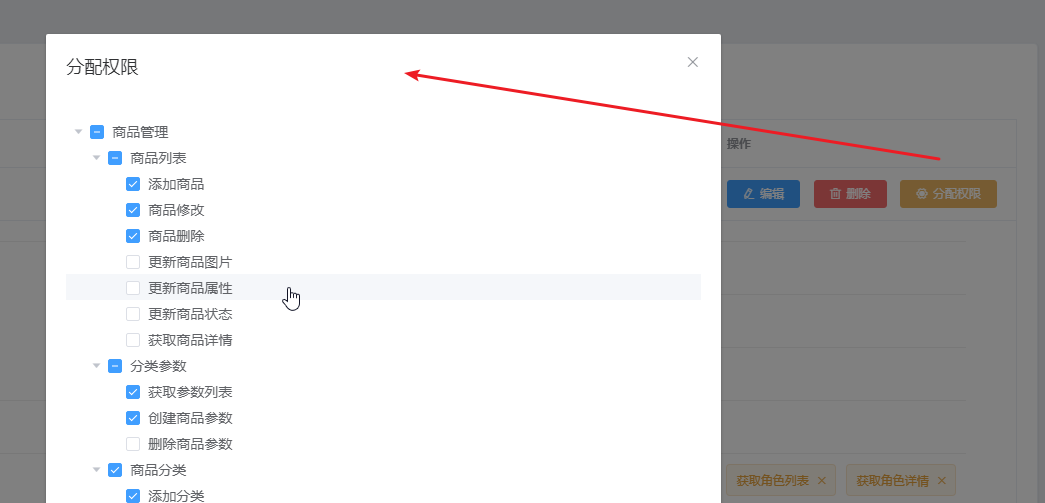 分配权限
商品管理
商品列表
添加商品
商品修改
商品删除
更新商品图片
更新商品属性
更新商品状态
获取商品详情
分类参数
获取参数列表
创建商品参数
删除商品参数
商品分类
添加分类
操作
编辑 删除 分配权限
获取角色列表 获取角色详情